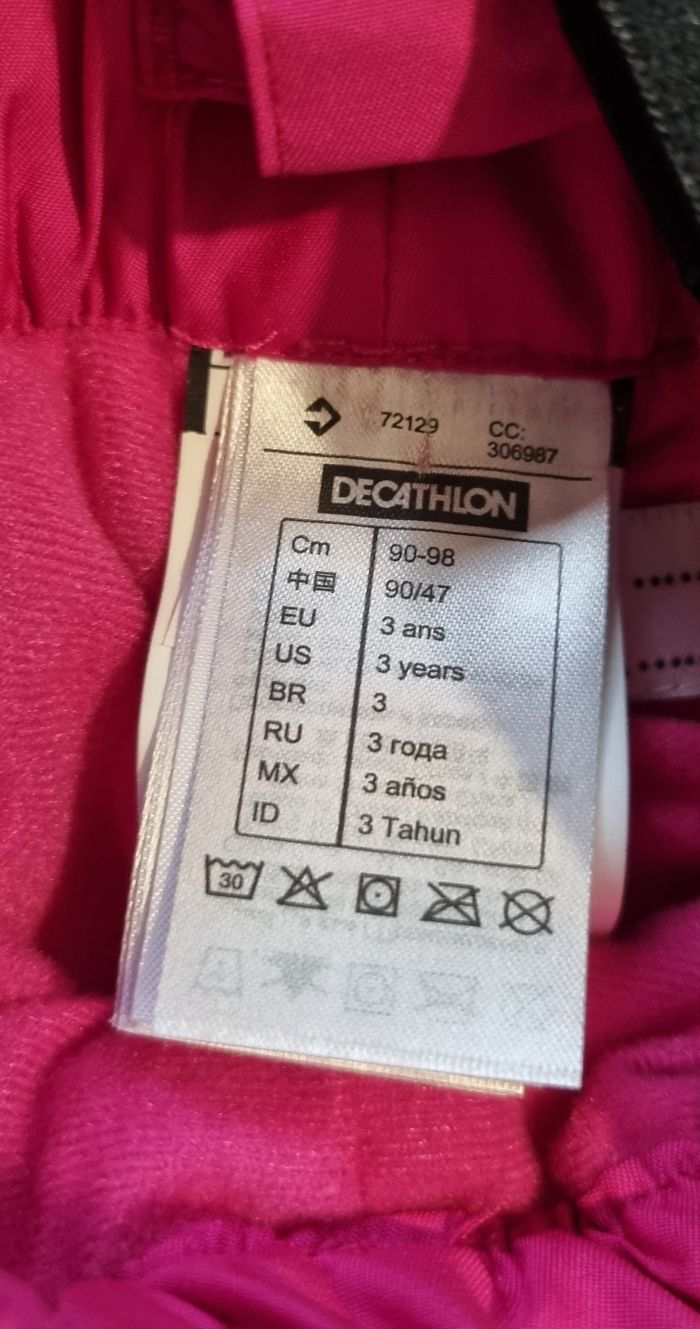 72129 CC:
306987
DECATHLON
Cm 90-98
中国 90/47
EU 3 ans
US 3 years
BR 3
RU 3 года
MX 3 años
ID 3 Tahun
30